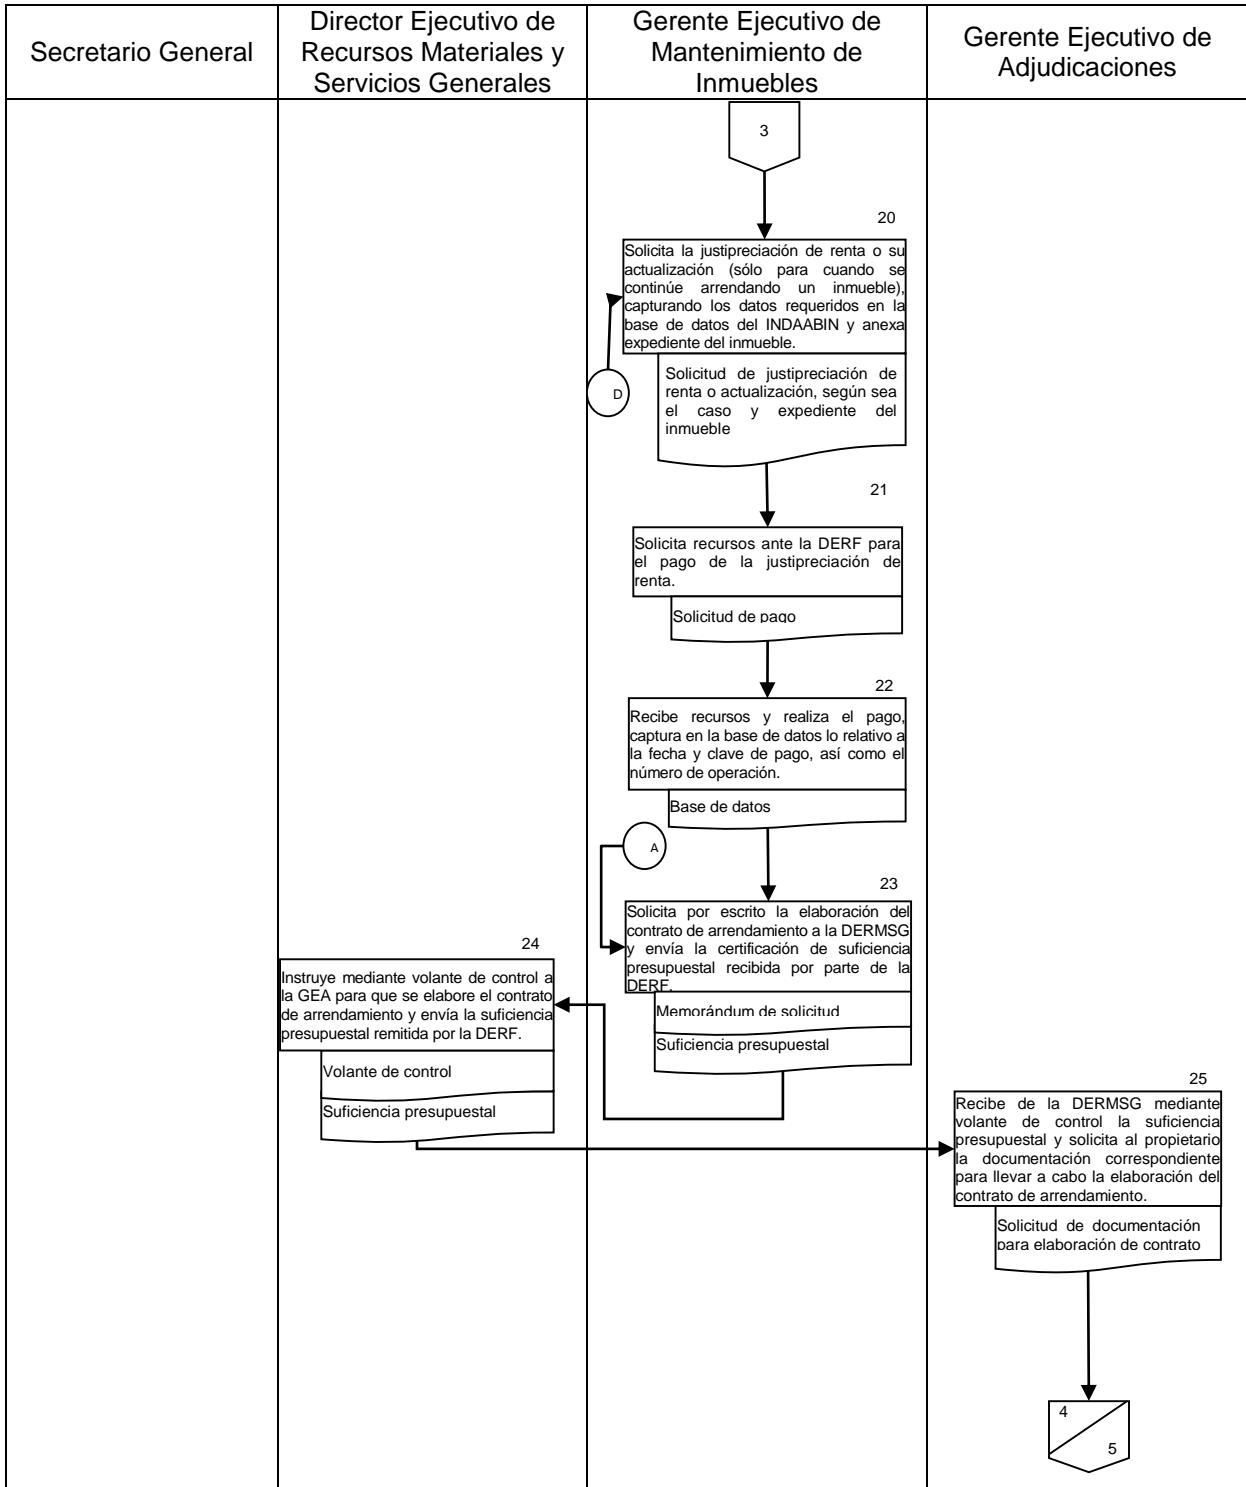 Secretario General
Director Ejecutivo de
Recursos Materiales y
Servicios Generales
Gerente Ejecutivo de
Mantenimiento de
Inmuebles
Gerente Ejecutivo de
Adjudicaciones
3
20
Solicita la justipreciación de renta o su
actualización (sólo para cuando se
continúe arrendando un inmueble),
capturando los datos requeridos en la
base de datos del INDAABIN y anexa
expediente del inmueble.
D
Solicitud de justipreciación de
renta o actualización, según sea
el caso y expediente del
inmueble
21
Solicita recursos ante la DERF para
el pago de la justipreciación de
renta.
Solicitud de pago
22
Recibe recursos y realiza el pago,
captura en la base de datos lo relativo a
la fecha y clave de pago, así como el
número de operación.
Base de datos
A
23
Solicita por escrito la elaboración del
contrato de arrendamiento a la DERMSG
y envía la certificación de suficiencia
presupuestal recibida por parte de la
DERF.
Memorándum de solicitud
Suficiencia presupuestal
24
Instruye mediante volante de control a
la GEA para que se elabore el contrato
de arrendamiento y envía la suficiencia
presupuestal remitida por la DERF.
Volante de control
Suficiencia presupuestal
25
Recibe de la DERMSG mediante
volante de control la suficiencia
presupuestal y solicita al propietario
la documentación correspondiente
para llevar a cabo la elaboración del
contrato de arrendamiento.
Solicitud de documentación
para elaboración de contrato
4
5